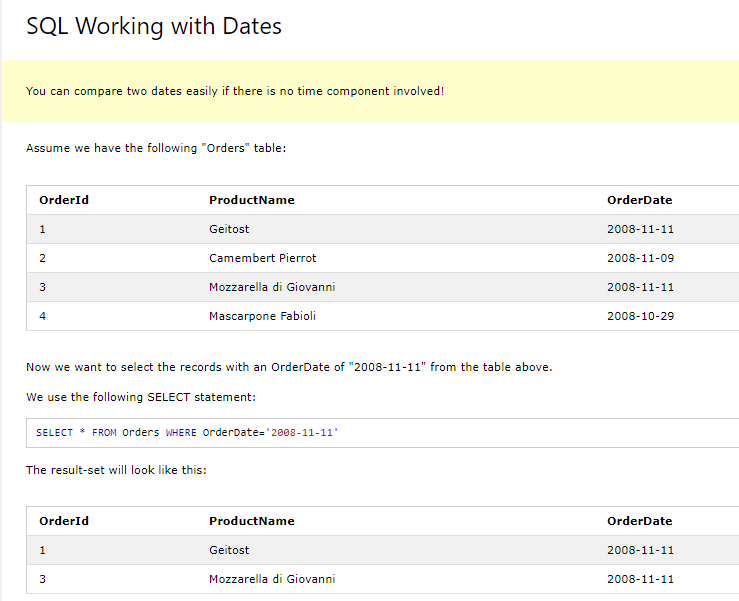 SQL Working with Dates
You can compare two dates easily if there is no time component involved!
Assume we have the following "Orders" table:
OrderId ProductName OrderDate
1 Geitost 2008-11-11
2 Camembert Pierrot 2008-11-09
3 Mozzarella di Giovanni 2008-11-11
4 Mascarpone Fabioli 2008-10-29
Now we want to select the records with an OrderDate of "2008-11-11" from the table above.
We use the following SELECT statement:
SELECT * FROM Orders WHERE OrderDate='2008-11-11'
The result-set will look like this:
OrderId ProductName OrderDate
1 Geitost 2008-11-11
3 Mozzarella di Giovanni 2008-11-11